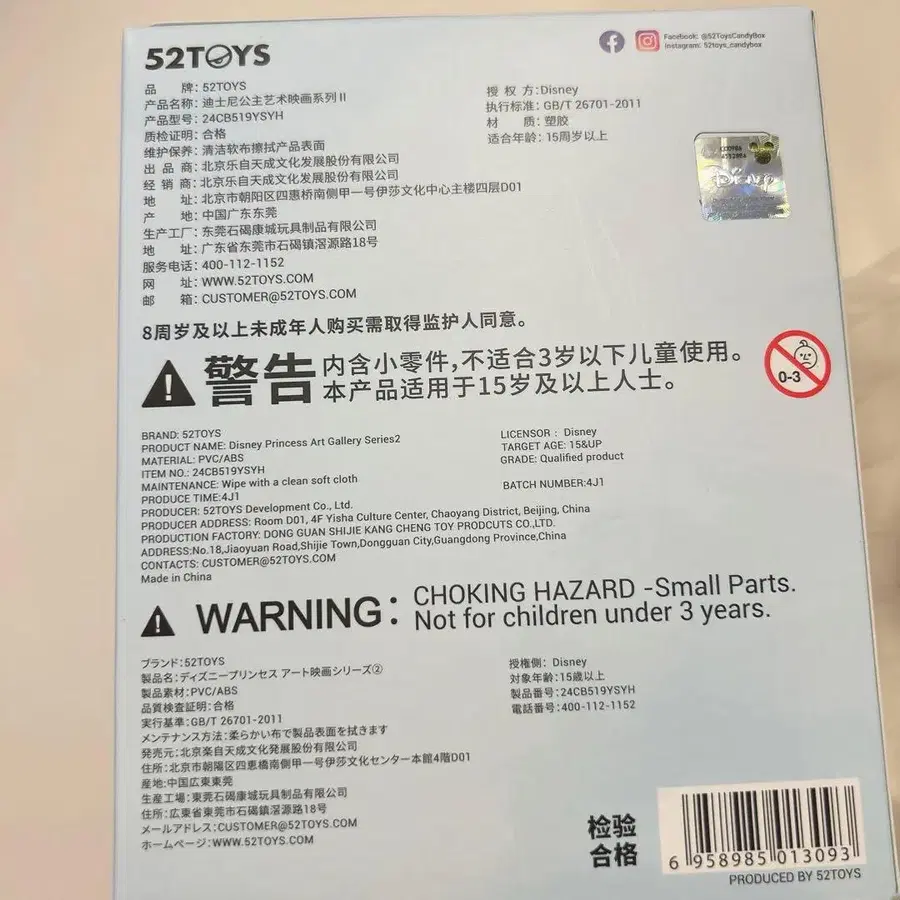 52TOYS
Facebook: @52ToysCandyBox
Instagram: 52toys_candybox
品 牌: 52TOYS
产品名称: 迪士尼公主艺术映画系列 II
产品型号: 24CB519YSYH
质检证明: 合格
维护保养: 清洁软布擦拭产品表面
出 品 商: 北京乐自天成文化发展股份有限公司
经 销 商: 北京乐自天成文化发展股份有限公司
地 址: 北京市朝阳区四惠桥南侧甲一号伊莎文化中心主楼四层D01
产 地: 中国广东东莞
生产工厂: 东莞石碣康城玩具制品有限公司
地 址: 广东省东莞市石碣镇滘源路18号
服务电话: 400-112-1152
网 址: WWW.52TOYS.COM
邮 箱: CUSTOMER@52TOYS.COM
授 权 方: Disney
执行标准: GB/T 26701-2011
材 质: 塑胶
适合年龄: 15周岁以上
Disney
8周岁及以上未成年人购买需取得监护人同意。
警告 内含小零件,不适合3岁以下儿童使用。
本产品适用于15岁及以上人士。
0-3
BRAND: 52TOYS
PRODUCT NAME: Disney Princess Art Gallery Series2
MATERIAL: PVC/ABS
ITEM NO.: 24CB519YSYH
MAINTENANCE: Wipe with a clean soft cloth
PRODUCE TIME:4J1
PRODUCER: 52TOYS Development Co., Ltd.
PRODUCER ADDRESS: Room D01, 4F Yisha Culture Center, Chaoyang District, Beijing, China
PRODUCTION FACTORY: DONG GUAN SHIJIE KANG CHENG TOY PRODCUTS CO.,LTD.
ADDRESS:No.18,Jiaoyuan Road,Shijie Town,Dongguan City,Guangdong Province,China
CONTACTS: CUSTOMER@52TOYS.COM
Made in China
LICENSOR : Disney
TARGET AGE: 15&UP
GRADE: Qualified product
BATCH NUMBER:4J1
WARNING: CHOKING HAZARD -Small Parts.
Not for children under 3 years.
ブランド:52TOYS
製品名:ディズニープリンセス アート映画シリーズ②
製品素材:PVC/ABS
品質検査証明:合格
実行基準:GB/T 26701-2011
メンテナンス方法:柔らかい布で製品表面を拭きます
発売元:北京楽自天成文化発展股份有限公司
住所:北京市朝陽区四恵橋南側甲一号伊莎文化センター本館4階D01
産地:中国広東東莞
生産工場:東莞石碣康城玩具制品有限公司
住所:広東省東莞市石碣鎮滘源路18号
メールアドレス:CUSTOMER@52TOYS.COM
ホームページ:WWW.52TOYS.COM
授権側: Disney
対象年齢:15歳以上
製品番号:24CB519YSYH
電話番号:400-112-1152
检验
合格
6 958985 013093
PRODUCED BY 52TOYS